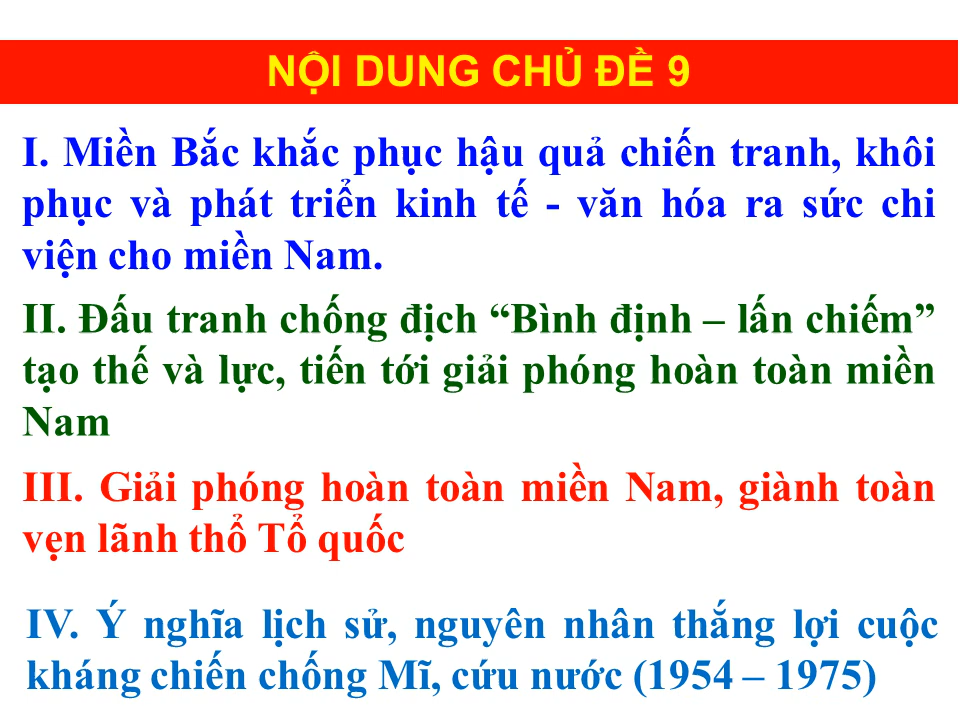 NỘI DUNG CHỦ ĐỀ 9
I. Miền Bắc khắc phục hậu quả chiến tranh, khôi
phục và phát triển kinh tế - văn hóa ra sức chi
viện cho miền Nam.
II. Đấu tranh chống địch “Bình định – lấn chiếm”
tạo thế và lực, tiến tới giải phóng hoàn toàn miền
Nam
III. Giải phóng hoàn toàn miền Nam, giành toàn
vẹn lãnh thổ Tổ quốc
IV. Ý nghĩa lịch sử, nguyên nhân thắng lợi cuộc
kháng chiến chống Mĩ, cứu nước (1954 – 1975)